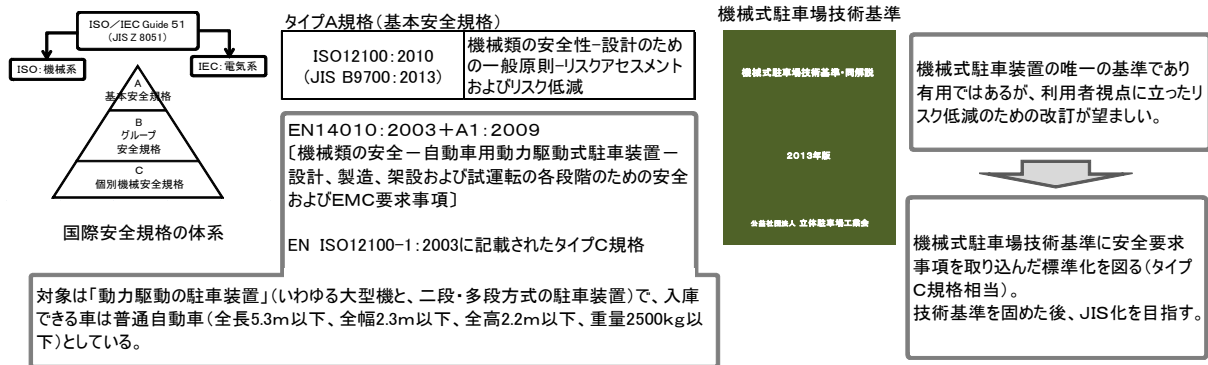 ISO/IEC Guide 51
(JIS Z 8051)
ISO:機械系
IEC:電気系
A
基本安全規格
B
グループ
安全規格
C
個別機械安全規格
国際安全規格の体系
タイプA規格(基本安全規格)
ISO12100:2010
(JIS B9700:2013)
機械類の安全性-設計のため
の一般原則-リスクアセスメント
およびリスク低減
EN14010:2003+A1:2009
〔機械類の安全-自動車用動力駆動式駐車装置-
設計、製造、架設および試運転の各段階のための安全
およびEMC要求事項〕
EN ISO12100-1:2003に記載されたタイプC規格
対象は「動力駆動の駐車装置」(いわゆる大型機と、二段・多段方式の駐車装置)で、入庫
できる車は普通自動車(全長5.3m以下、全幅2.3m以下、全高2.2m以下、重量2500kg以
下)としている。
機械式駐車場技術基準
機械式駐車場技術基準・同解説
2013年版
公益社団法人 立体駐車場工業会
機械式駐車装置の唯一の基準であり
有用ではあるが、利用者視点に立ったリ
スク低減のための改訂が望ましい。
機械式駐車場技術基準に安全要求
事項を取り込んだ標準化を図る(タイプ
C規格相当)。
技術基準を固めた後、JIS化を目指す。